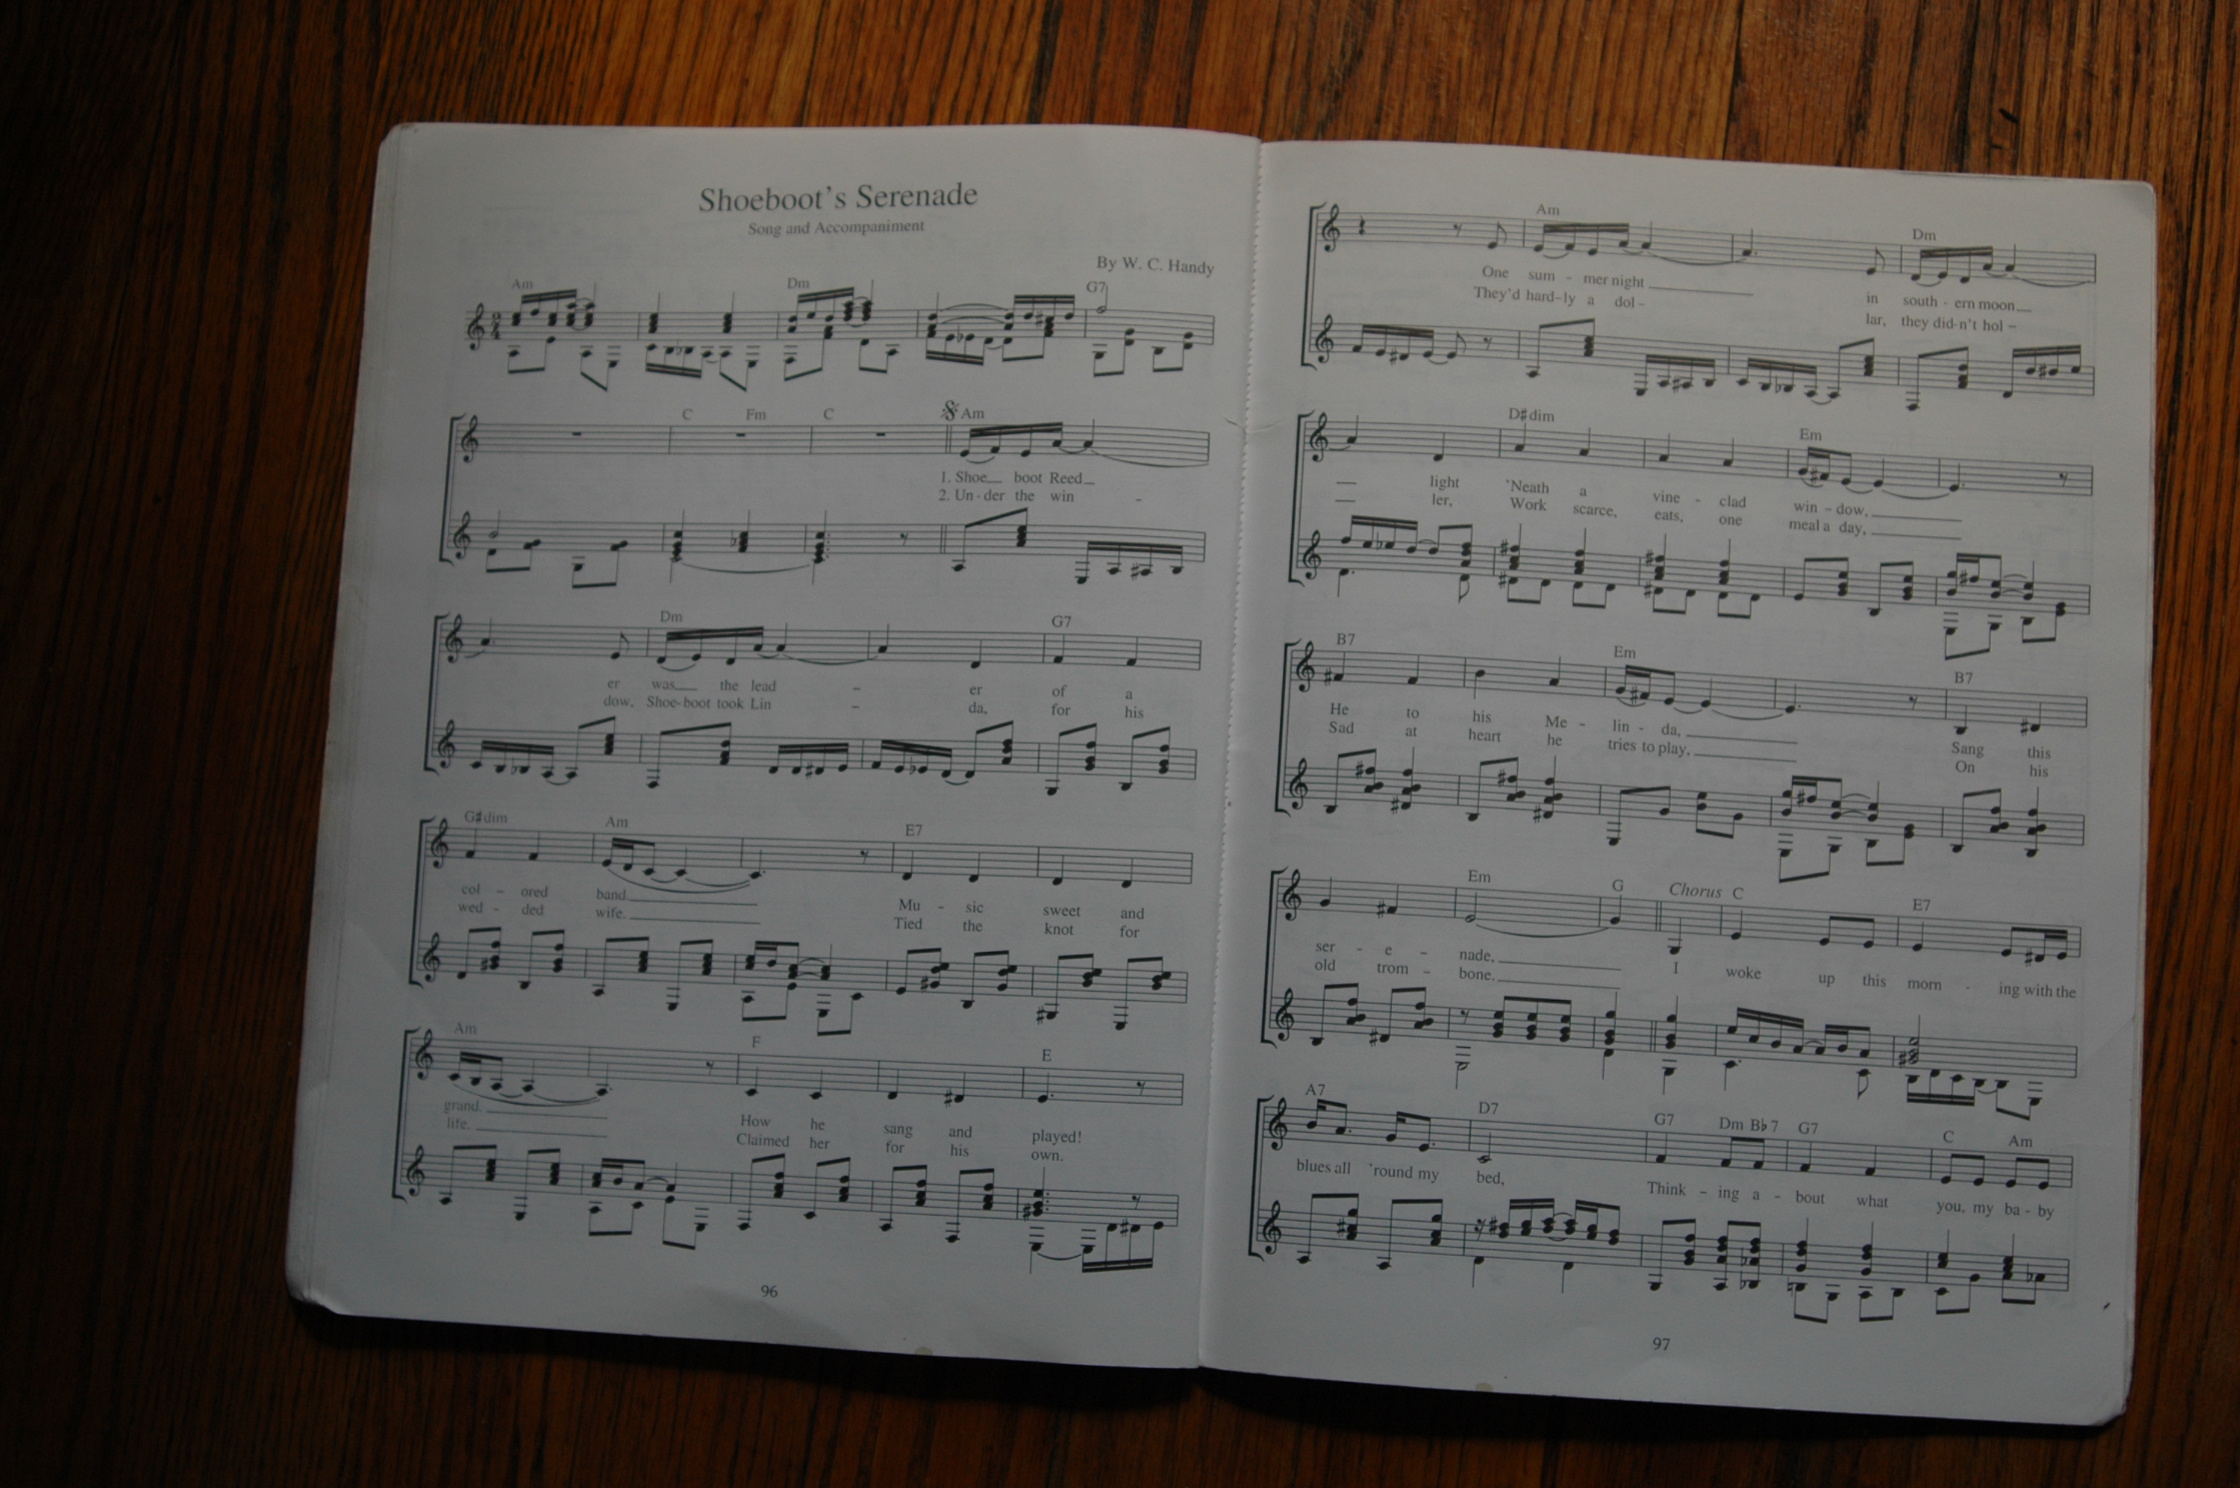 Shoeboot's Serenade
Song and Accompaniment
By W. C. Handy
Am Dm G7
C Fm C Am
1. Shoe__ boot Reed__
2. Un - der the win -
Dm G7
er was__ the lead - er of a
dow, Shoe-boot took Lin - da, for his
G#dim Am E7
col - ored band. Mu - sic sweet and
wed - ded wife. Tied the knot for
Am F E
grand. How he sang and played!
life. Claimed her for his own.
96
Am Dm
One sum - mer night in south - ern moon__
They'd hard-ly a dol - lar, they did-n't hol -
D#dim Em
light 'Neath a vine - clad win - dow,
ler, Work scarce, eats, one meal a day,
B7 Em B7
He to his Me - lin - da, Sang this
Sad at heart he tries to play, On his
Em G Chorus C E7
ser - e - nade. I woke up this morn - ing with the
old trom - bone.
A7 D7 G7 Dm B♭7 G7 C Am
blues all 'round my bed, Think - ing a - bout what you, my ba - by
97